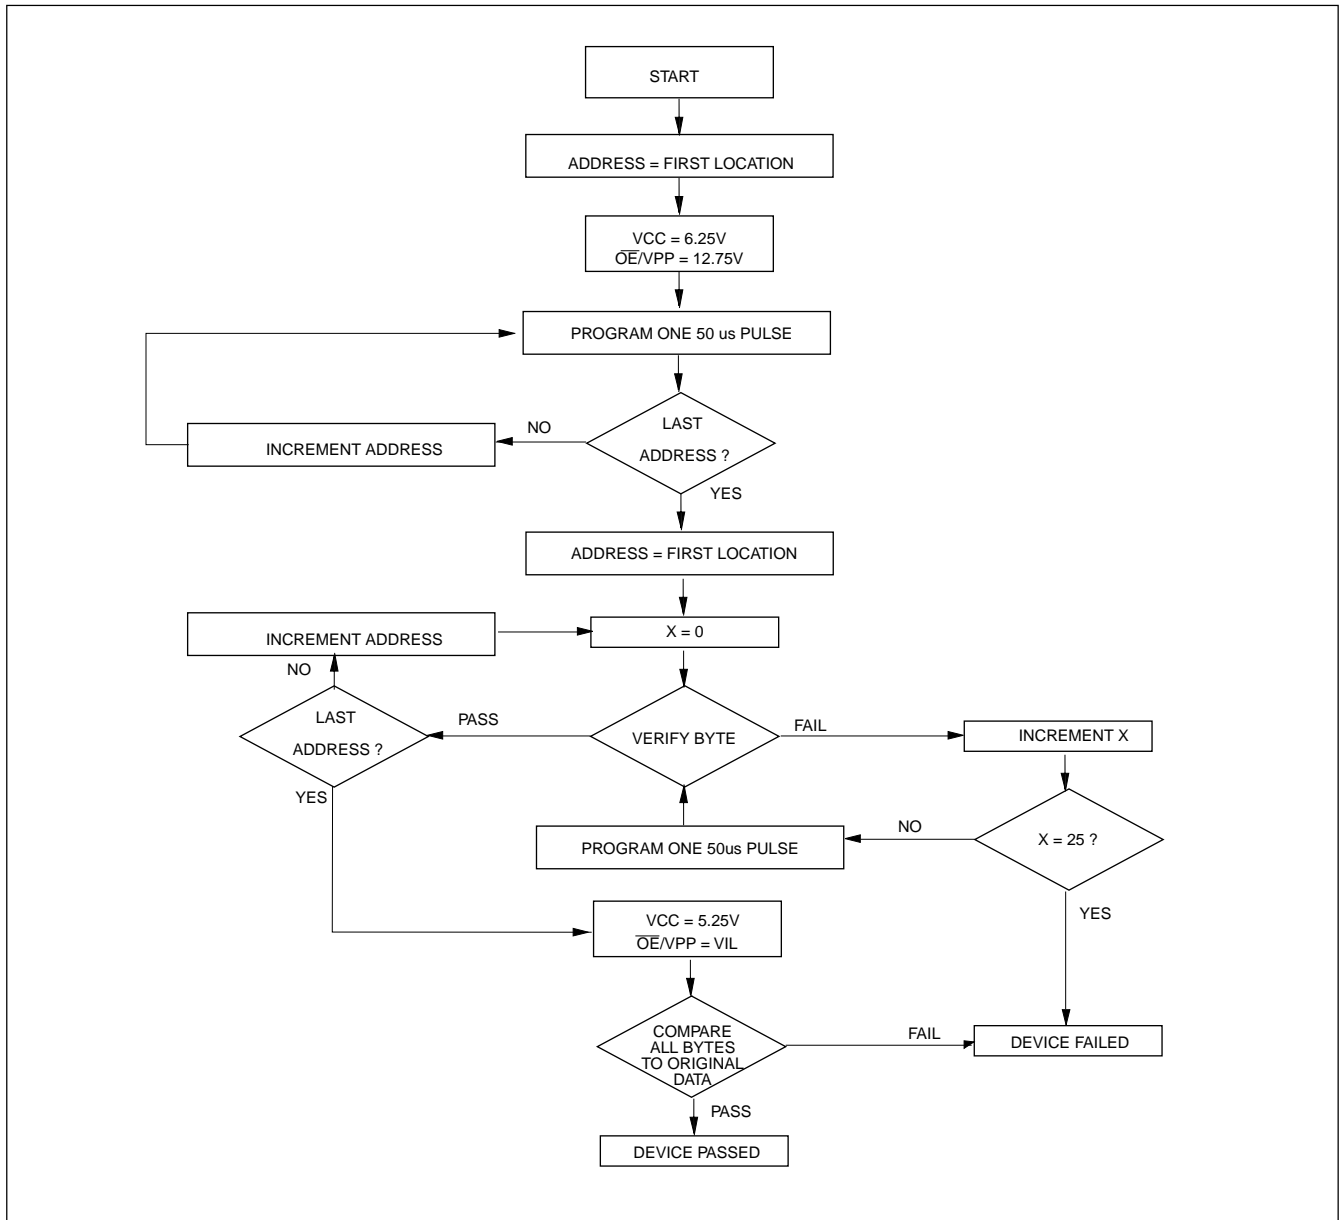 START
ADDRESS = FIRST LOCATION
VCC = 6.25V
O̅E̅/VPP = 12.75V
PROGRAM ONE 50 us PULSE
LAST
ADDRESS ?
NO
INCREMENT ADDRESS
YES
ADDRESS = FIRST LOCATION
INCREMENT ADDRESS
X = 0
NO
LAST
ADDRESS ?
PASS
VERIFY BYTE
FAIL
INCREMENT X
YES
PROGRAM ONE 50us PULSE
NO
X = 25 ?
YES
VCC = 5.25V
O̅E̅/VPP = VIL
COMPARE
ALL BYTES
TO ORIGINAL
DATA
FAIL
DEVICE FAILED
PASS
DEVICE PASSED